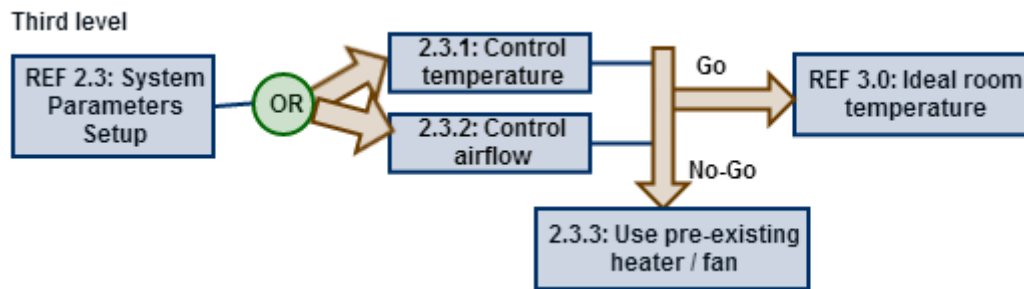 Third level
REF 2.3: System
Parameters
Setup
OR
2.3.1: Control
temperature
2.3.2: Control
airflow
Go
No-Go
REF 3.0: Ideal room
temperature
2.3.3: Use pre-existing
heater / fan